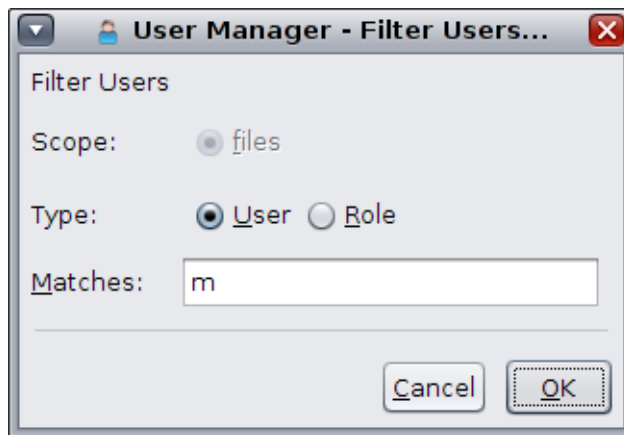 User Manager - Filter Users...
Filter Users
Scope: files
Type: User Role
Matches: m
Cancel OK